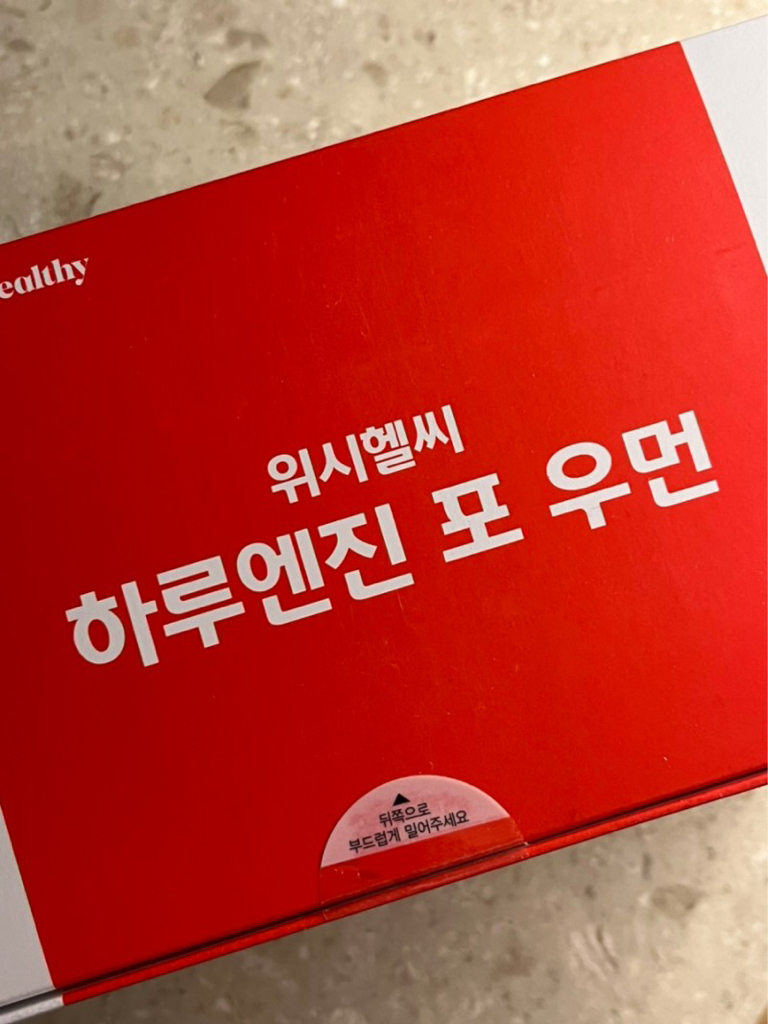 ealthy
위시헬씨
하루엔진 포 우먼
뒤쪽으로
부드럽게 밀어주세요